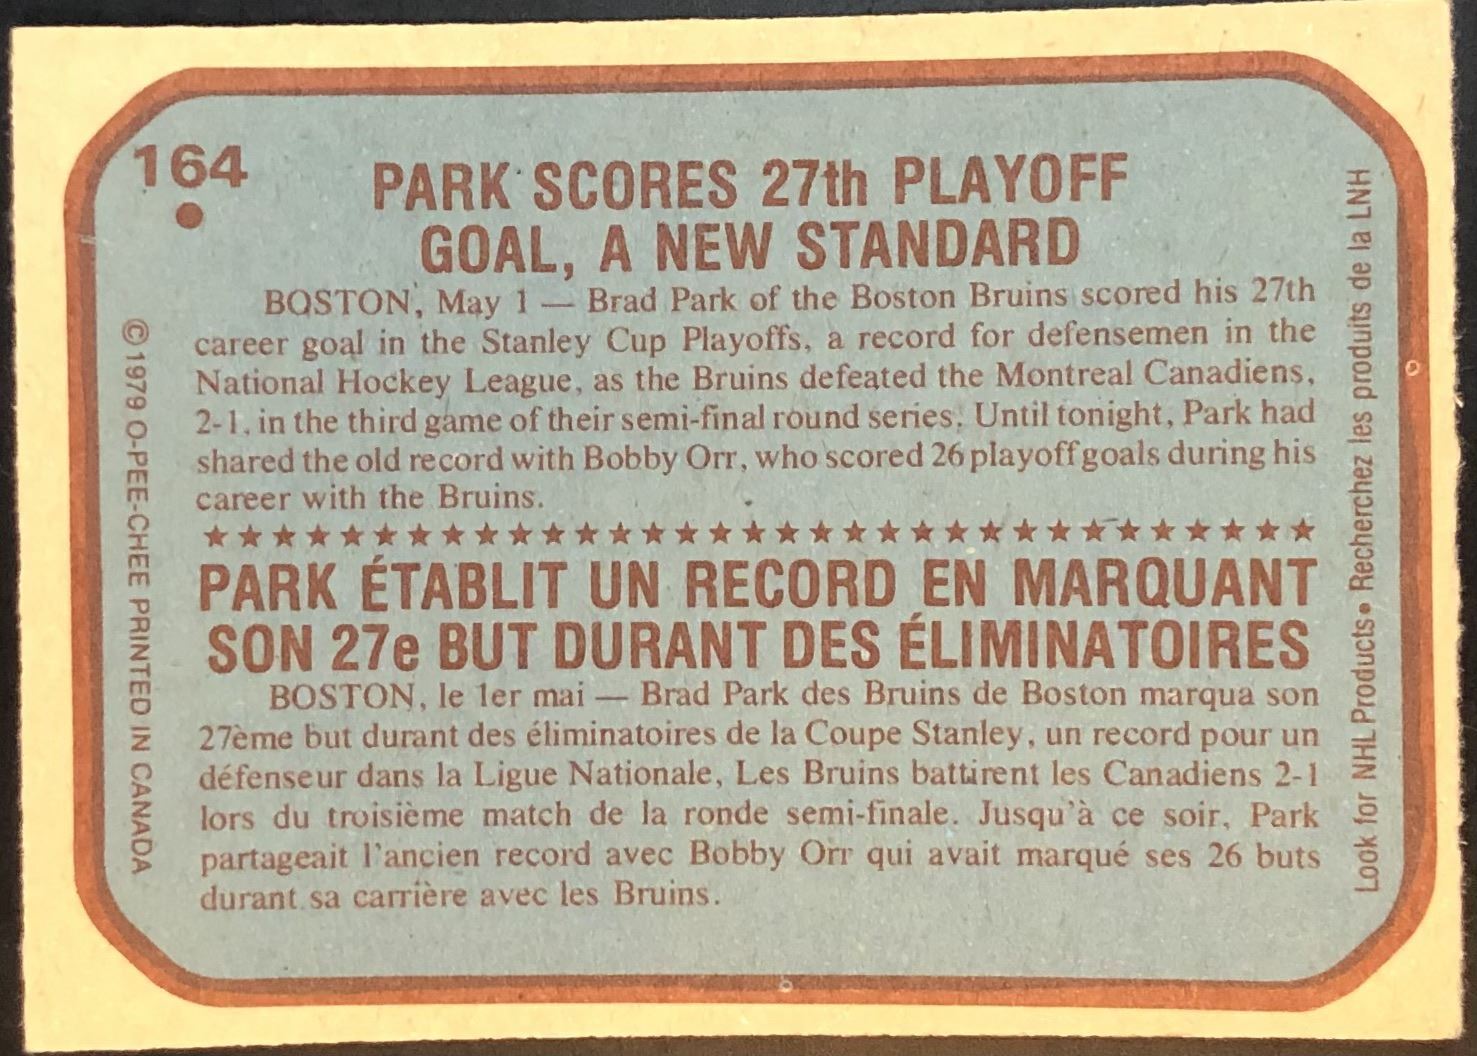 164
PARK SCORES 27th PLAYOFF
GOAL, A NEW STANDARD
BOSTON, May 1 — Brad Park of the Boston Bruins scored his 27th
career goal in the Stanley Cup Playoffs, a record for defensemen in the
National Hockey League, as the Bruins defeated the Montreal Canadiens,
2-1, in the third game of their semi-final round series. Until tonight, Park had
shared the old record with Bobby Orr, who scored 26 playoff goals during his
career with the Bruins.
PARK ÉTABLIT UN RECORD EN MARQUANT
SON 27e BUT DURANT DES ÉLIMINATOIRES
BOSTON, le 1er mai — Brad Park des Bruins de Boston marqua son
27ème but durant des éliminatoires de la Coupe Stanley, un record pour un
défenseur dans la Ligue Nationale, Les Bruins battirent les Canadiens 2-1
lors du troisième match de la ronde semi-finale. Jusqu'à ce soir, Park
partageait l'ancien record avec Bobby Orr qui avait marqué ses 26 buts
durant sa carrière avec les Bruins.
© 1979 O-PEE-CHEE PRINTED IN CANADA
Look for NHL Products • Recherchez les produits de la LNH